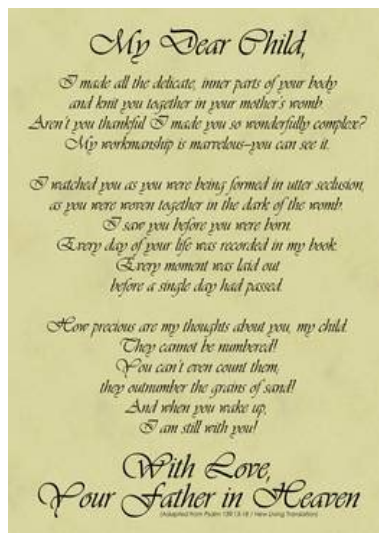 My Dear Child,
I made all the delicate, inner parts of your body
and knit you together in your mother's womb.
Aren't you thankful I made you so wonderfully complex?
My workmanship is marvelous–you can see it.
I watched you as you were being formed in utter seclusion,
as you were woven together in the dark of the womb.
I saw you before you were born.
Every day of your life was recorded in my book.
Every moment was laid out
before a single day had passed.
How precious are my thoughts about you, my child.
They cannot be numbered!
You can't even count them,
they outnumber the grains of sand!
And when you wake up,
I am still with you!
With Love,
Your Father in Heaven
(Adapted from Psalm 139:13-18 / New Living Translation)